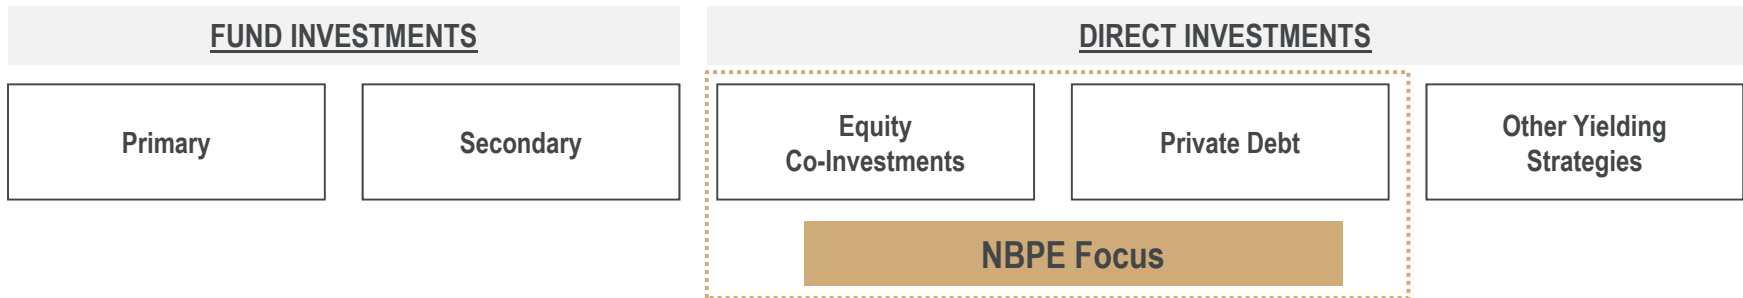 FUND INVESTMENTS
DIRECT INVESTMENTS
Primary
Secondary
Equity
Co-Investments
Private Debt
Other Yielding
Strategies
NBPE Focus